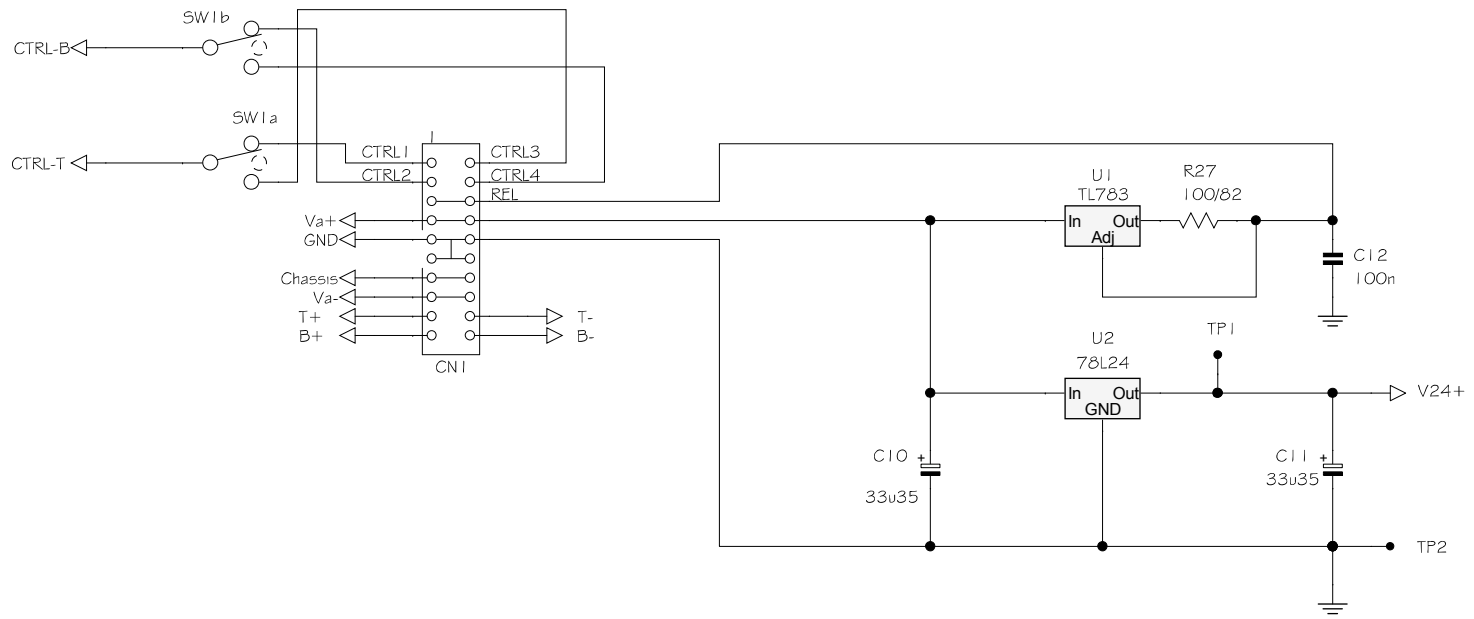 SW1b
CTRL-B
SW1a
CTRL-T
1
CTRL1
CTRL3
CTRL2
CTRL4
REL
Va+
GND
Chassis
Va-
T+
T-
B+
B-
CN1
U1
TL783
In
Out
Adj
R27
100/82
C12
100n
TP1
U2
78L24
In
Out
GND
V24+
C10
+
33u35
C11
+
33u35
TP2